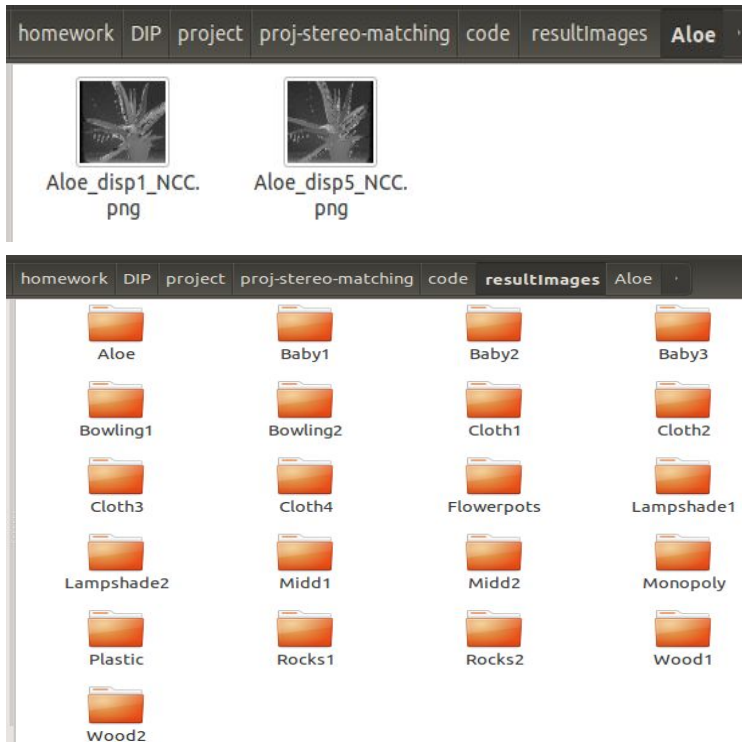 homework DIP project proj-stereo-matching code resultImages Aloe
Aloe_disp1_NCC.
png
Aloe_disp5_NCC.
png
homework DIP project proj-stereo-matching code resultImages Aloe
Aloe Baby1 Baby2 Baby3
Bowling1 Bowling2 Cloth1 Cloth2
Cloth3 Cloth4 Flowerpots Lampshade1
Lampshade2 Midd1 Midd2 Monopoly
Plastic Rocks1 Rocks2 Wood1
Wood2